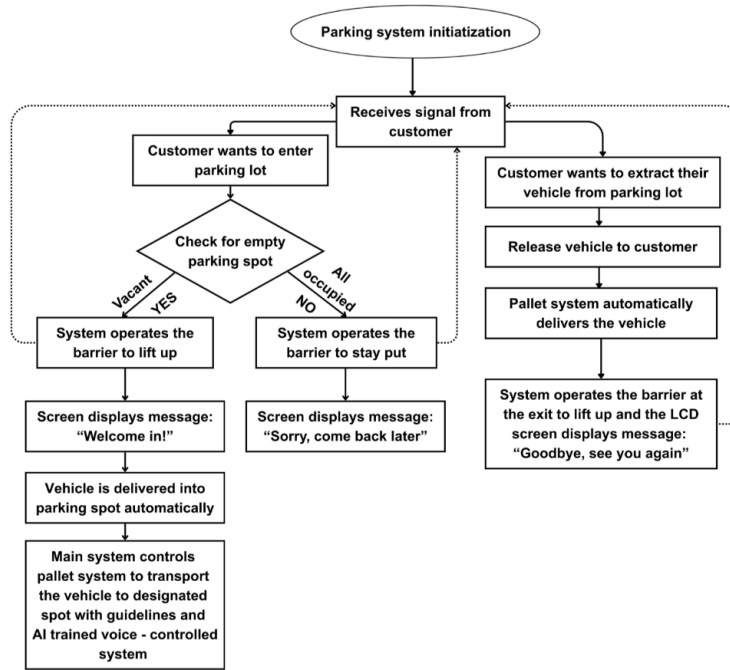 Parking system initiatization
Receives signal from
customer
Customer wants to enter
parking lot
Customer wants to extract their
vehicle from parking lot
Check for empty
parking spot
Release vehicle to customer
Vacant
YES
All
occupied
NO
Pallet system automatically
delivers the vehicle
System operates the
barrier to lift up
System operates the
barrier to stay put
System operates the barrier at
the exit to lift up and the LCD
screen displays message:
“Goodbye, see you again”
Screen displays message:
“Welcome in!”
Screen displays message:
“Sorry, come back later”
Vehicle is delivered into
parking spot automatically
Main system controls
pallet system to transport
the vehicle to designated
spot with guidelines and
AI trained voice - controlled
system